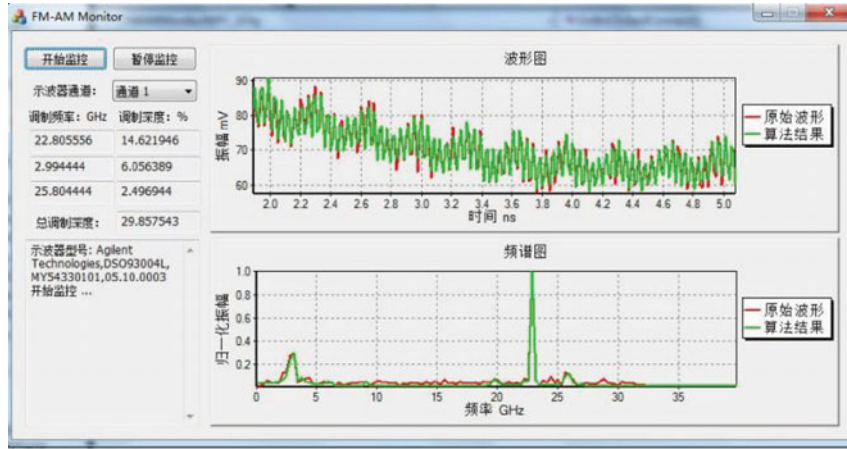 FM-AM Monitor
开始监控 暂停监控
示波器通道： 通道 1
调制频率：GHz 调制深度：%
22.805556 14.621946
2.994444 6.056389
25.804444 2.496944
总调制深度： 29.857543
示波器型号：Agilent
Technologies,DSO93004L,
MY54330101,05.10.0003
开始监控 ...
波形图
振幅 mV
90
80
70
60
2.0 2.2 2.4 2.6 2.8 3.0 3.2 3.4 3.6 3.8 4.0 4.2 4.4 4.6 4.8 5.0
时间 ns
原始波形
算法结果
频谱图
归一化振幅
1.0
0.8
0.6
0.4
0.2
0 5 10 15 20 25 30 35
频率 GHz
原始波形
算法结果